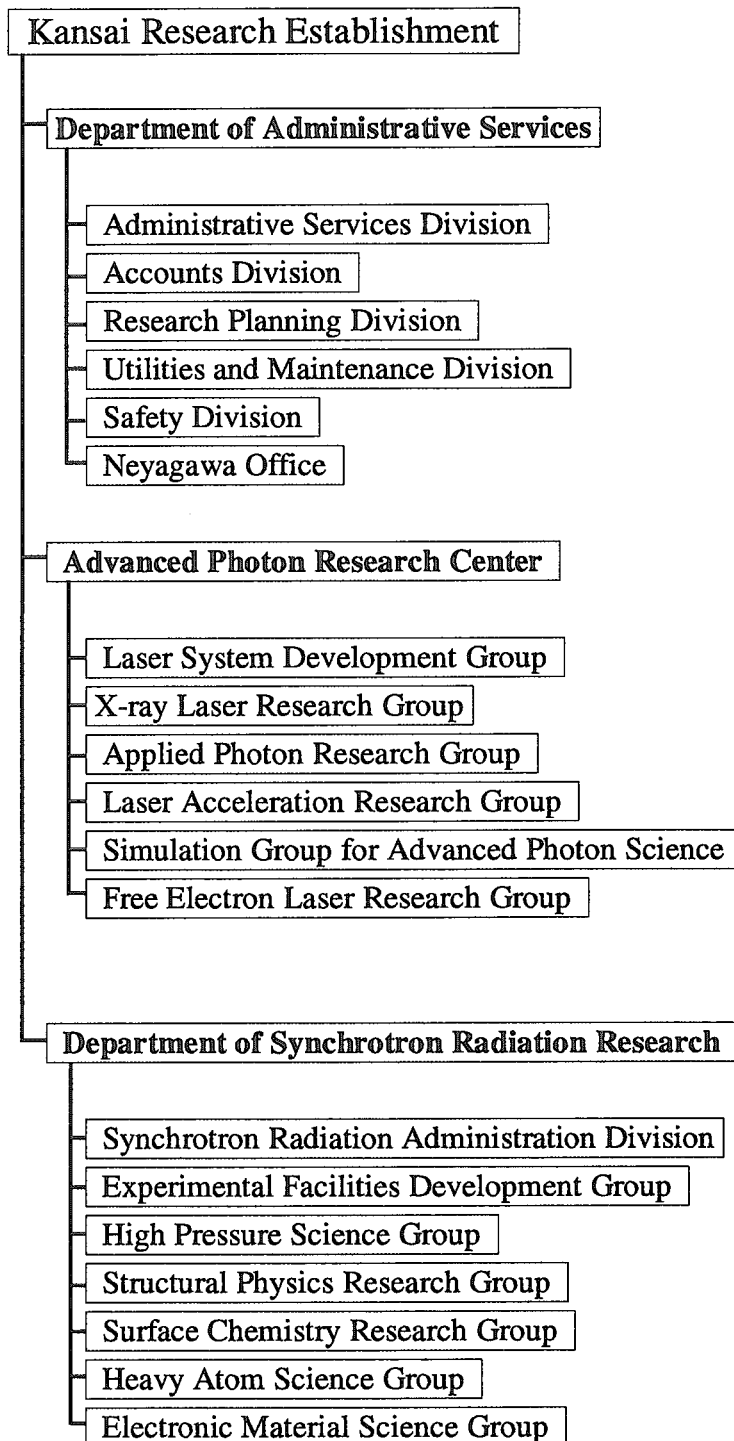 Kansai Research Establishment
Department of Administrative Services
Administrative Services Division
Accounts Division
Research Planning Division
Utilities and Maintenance Division
Safety Division
Neyagawa Office
Advanced Photon Research Center
Laser System Development Group
X-ray Laser Research Group
Applied Photon Research Group
Laser Acceleration Research Group
Simulation Group for Advanced Photon Science
Free Electron Laser Research Group
Department of Synchrotron Radiation Research
Synchrotron Radiation Administration Division
Experimental Facilities Development Group
High Pressure Science Group
Structural Physics Research Group
Surface Chemistry Research Group
Heavy Atom Science Group
Electronic Material Science Group